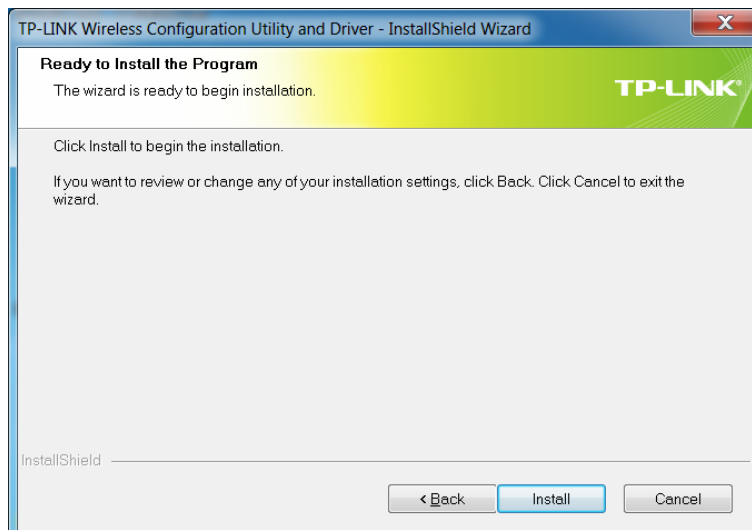 TP-LINK Wireless Configuration Utility and Driver - InstallShield Wizard
X
Ready to Install the Program
The wizard is ready to begin installation.
TP-LINK®
Click Install to begin the installation.
If you want to review or change any of your installation settings, click Back. Click Cancel to exit the
wizard.
InstallShield
< Back
Install
Cancel